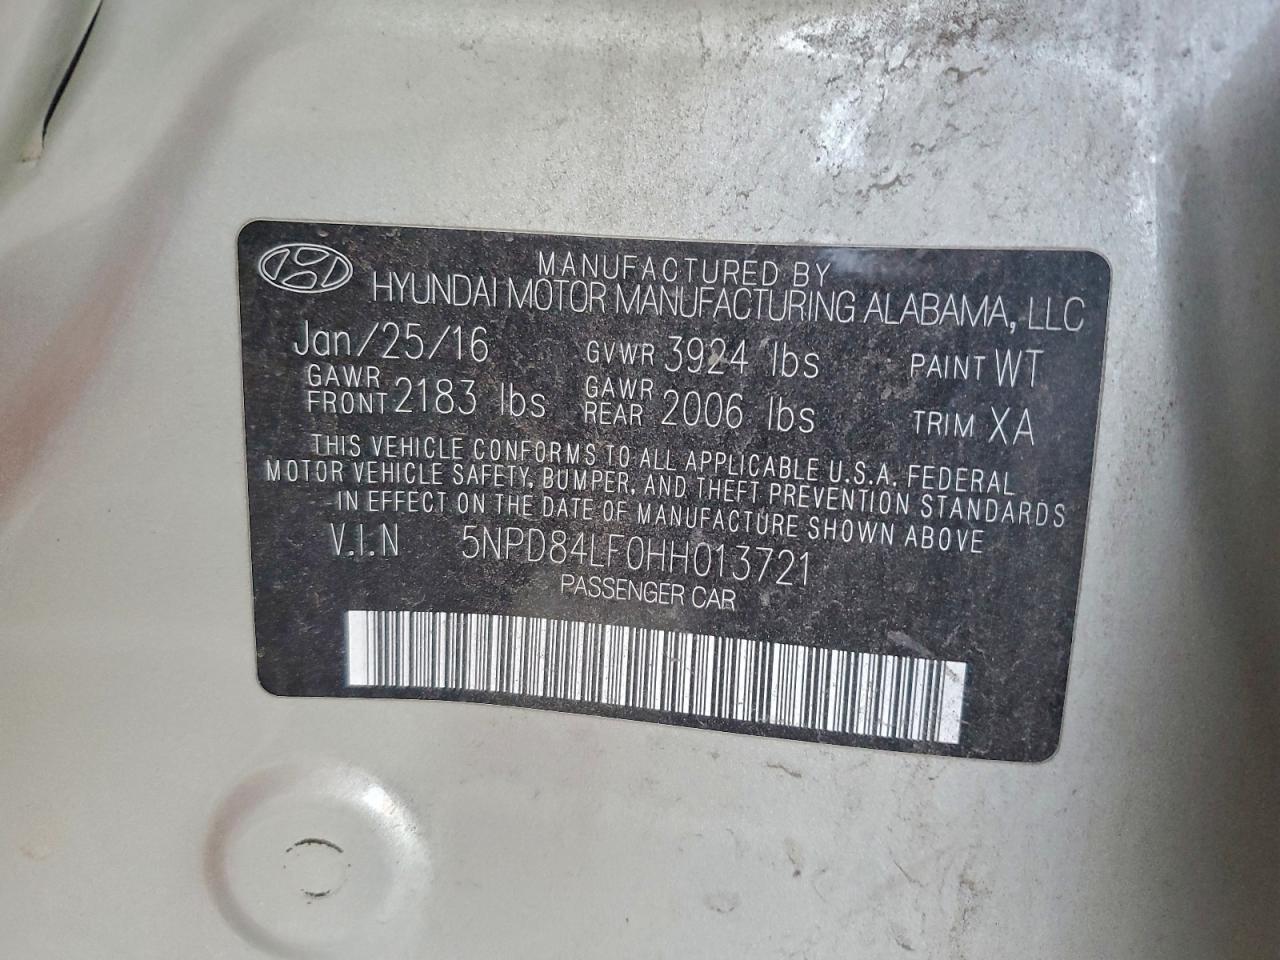 MANUFACTURED BY
HYUNDAI MOTOR MANUFACTURING ALABAMA, LLC
Jan/25/16 GVWR 3924 lbs PAINT WT
GAWR FRONT 2183 lbs GAWR REAR 2006 lbs TRIM XA
THIS VEHICLE CONFORMS TO ALL APPLICABLE U.S.A. FEDERAL
MOTOR VEHICLE SAFETY, BUMPER, AND THEFT PREVENTION STANDARDS
IN EFFECT ON THE DATE OF MANUFACTURE SHOWN ABOVE
V.I.N 5NPD84LF0HH013721
PASSENGER CAR